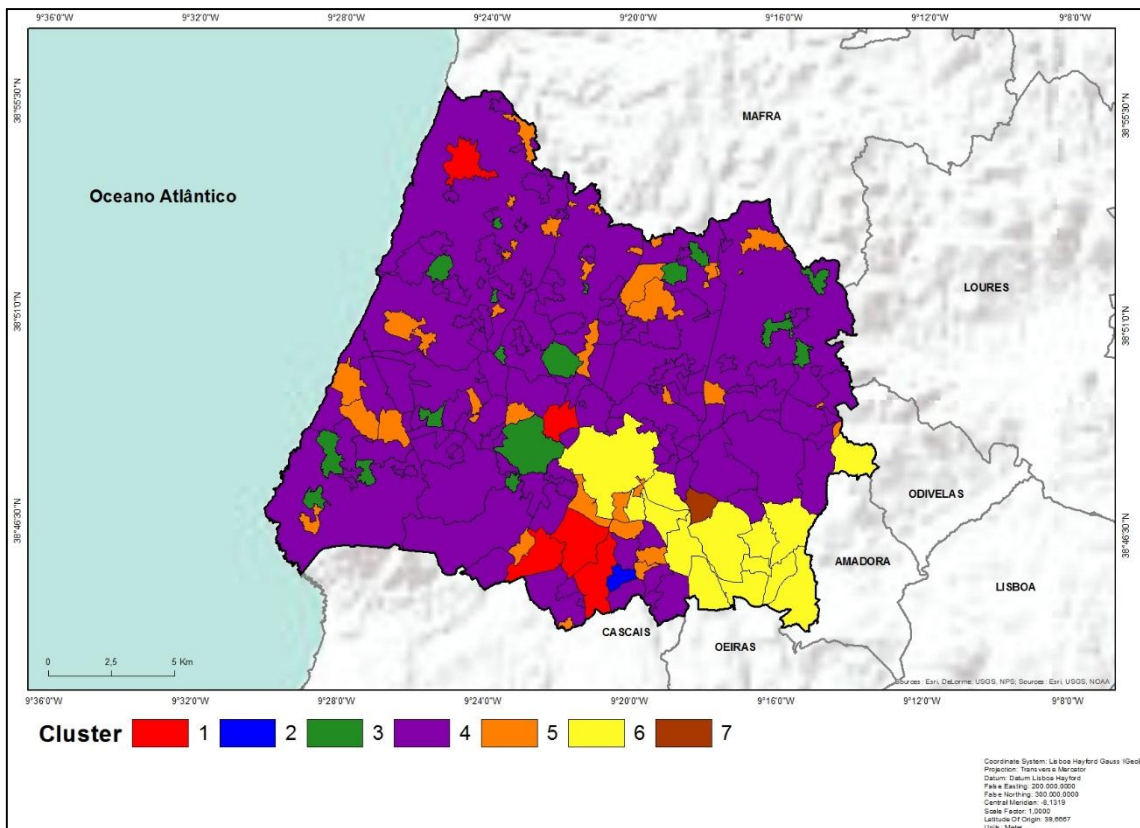 9°36'0"W 9°32'0"W 9°28'0"W 9°24'0"W 9°20'0"W 9°16'0"W 9°12'0"W 9°8'0"W
38°55'30"N 38°55'30"N
MAFRA
Oceano Atlântico
LOURES
38°51'0"N 38°51'0"N
ODIVELAS
38°46'30"N 38°46'30"N
AMADORA
LISBOA
CASCAIS
OEIRAS
0 2,5 5 Km
Sources: Esri, DeLorme, USGS, NPS; Sources: Esri, USGS, NOAA
9°36'0"W 9°32'0"W 9°28'0"W 9°24'0"W 9°20'0"W 9°16'0"W 9°12'0"W 9°8'0"W
Cluster 1 2 3 4 5 6 7
Coordinate System: Lisboa Hayford Gauss IGeoE
Projection: Transverse Mercator
Datum: Datum Lisboa Hayford
False Easting: 200.000,0000
False Northing: 300.000,0000
Central Meridian: -8,1319
Scale Factor: 1,0000
Latitude Of Origin: 39,6667
Units: Meter